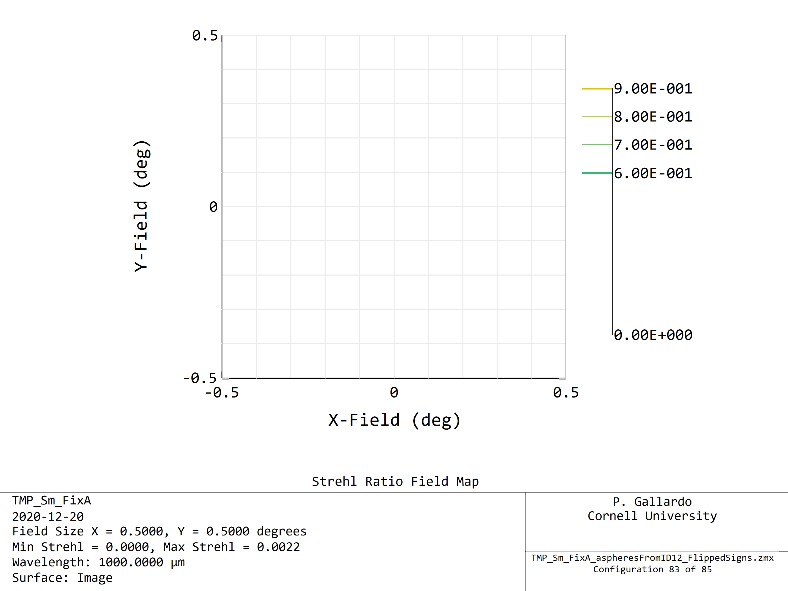 0.5
9.00E-001
8.00E-001
7.00E-001
6.00E-001
Y-Field (deg)
0
0.00E+000
-0.5
-0.5 0 0.5
X-Field (deg)
Strehl Ratio Field Map
TMP_Sm_FixA
2020-12-20
Field Size X = 0.5000, Y = 0.5000 degrees
Min Strehl = 0.0000, Max Strehl = 0.0022
Wavelength: 1000.0000 µm
Surface: Image
P. Gallardo
Cornell University
TMP_Sm_FixA_aspheresFromID12_FlippedSigns.zmx
Configuration 83 of 85